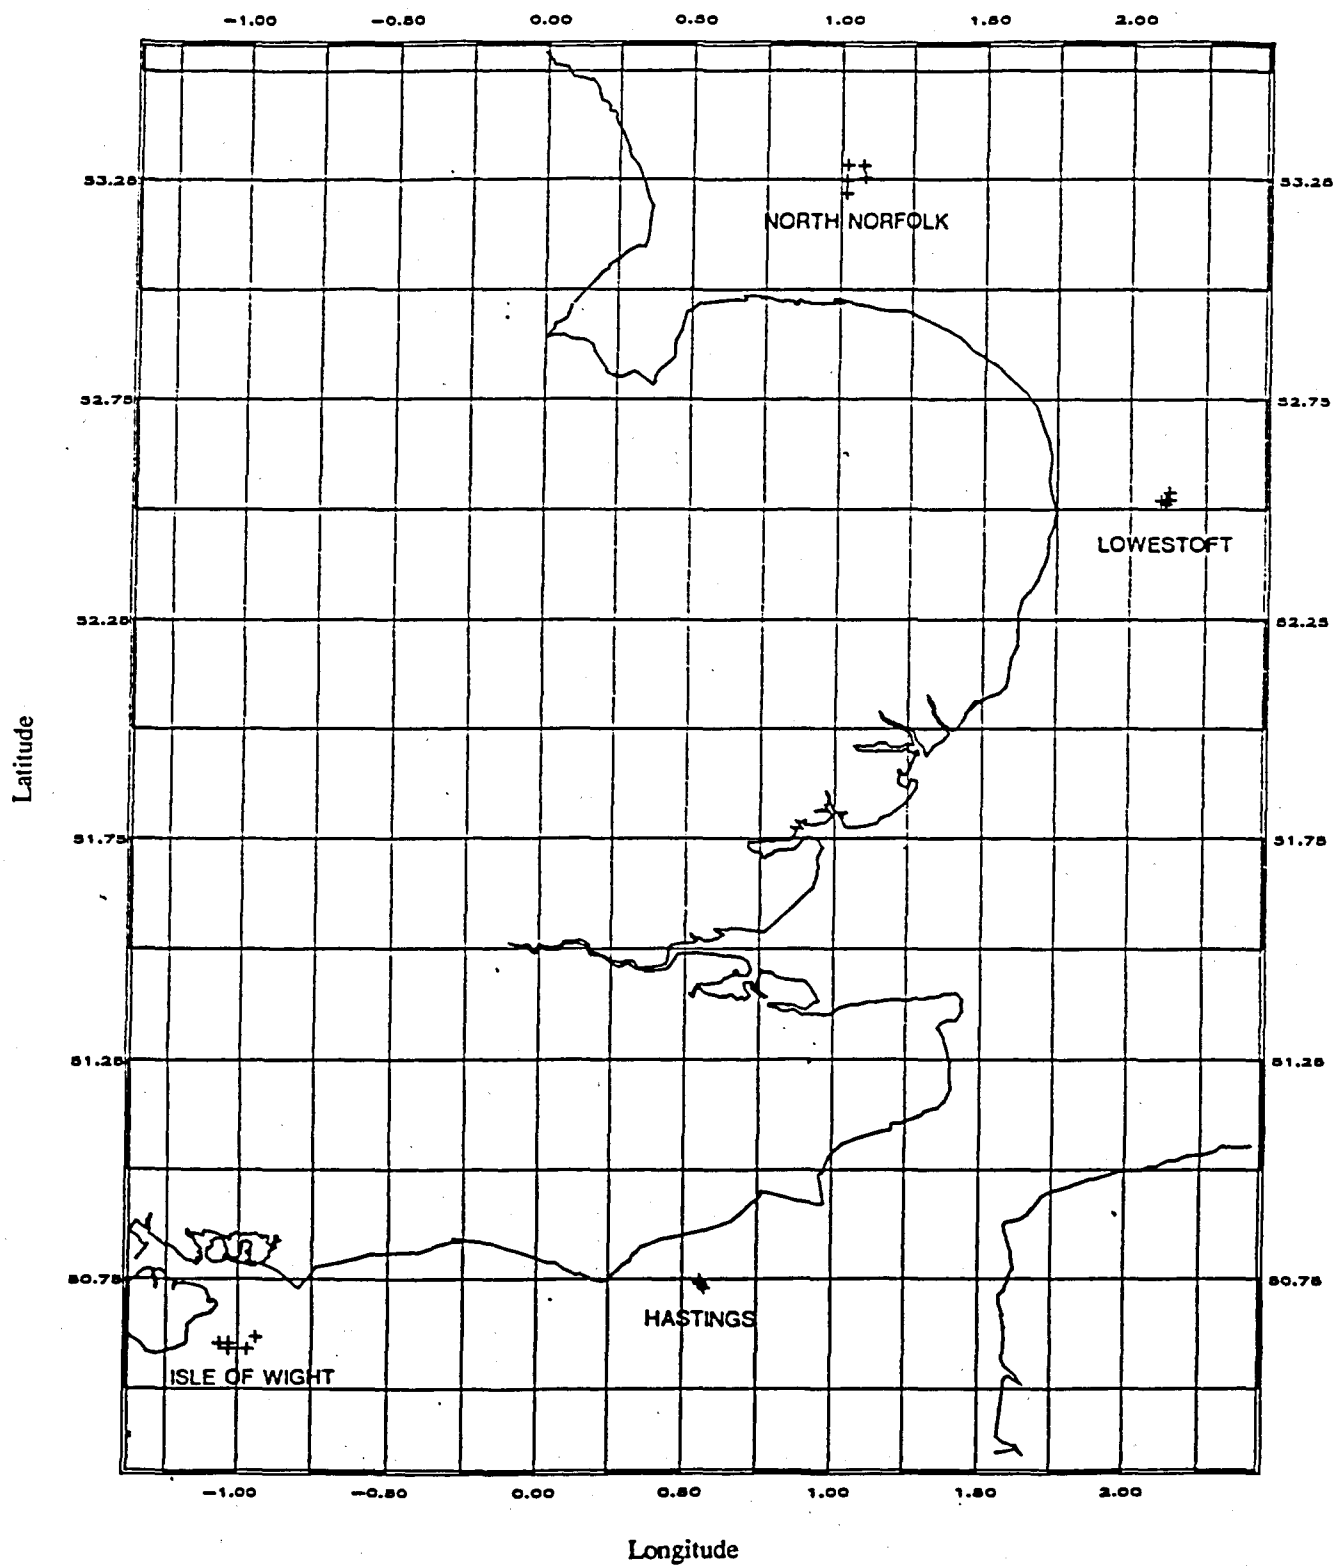 -1.00 -0.50 0.00 0.50 1.00 1.50 2.00
53.25 53.25
NORTH NORFOLK
52.75 52.75
LOWESTOFT
52.25 52.25
Latitude
51.75 51.75
51.25 51.25
50.75 50.75
HASTINGS
ISLE OF WIGHT
-1.00 -0.50 0.00 0.50 1.00 1.50 2.00
Longitude